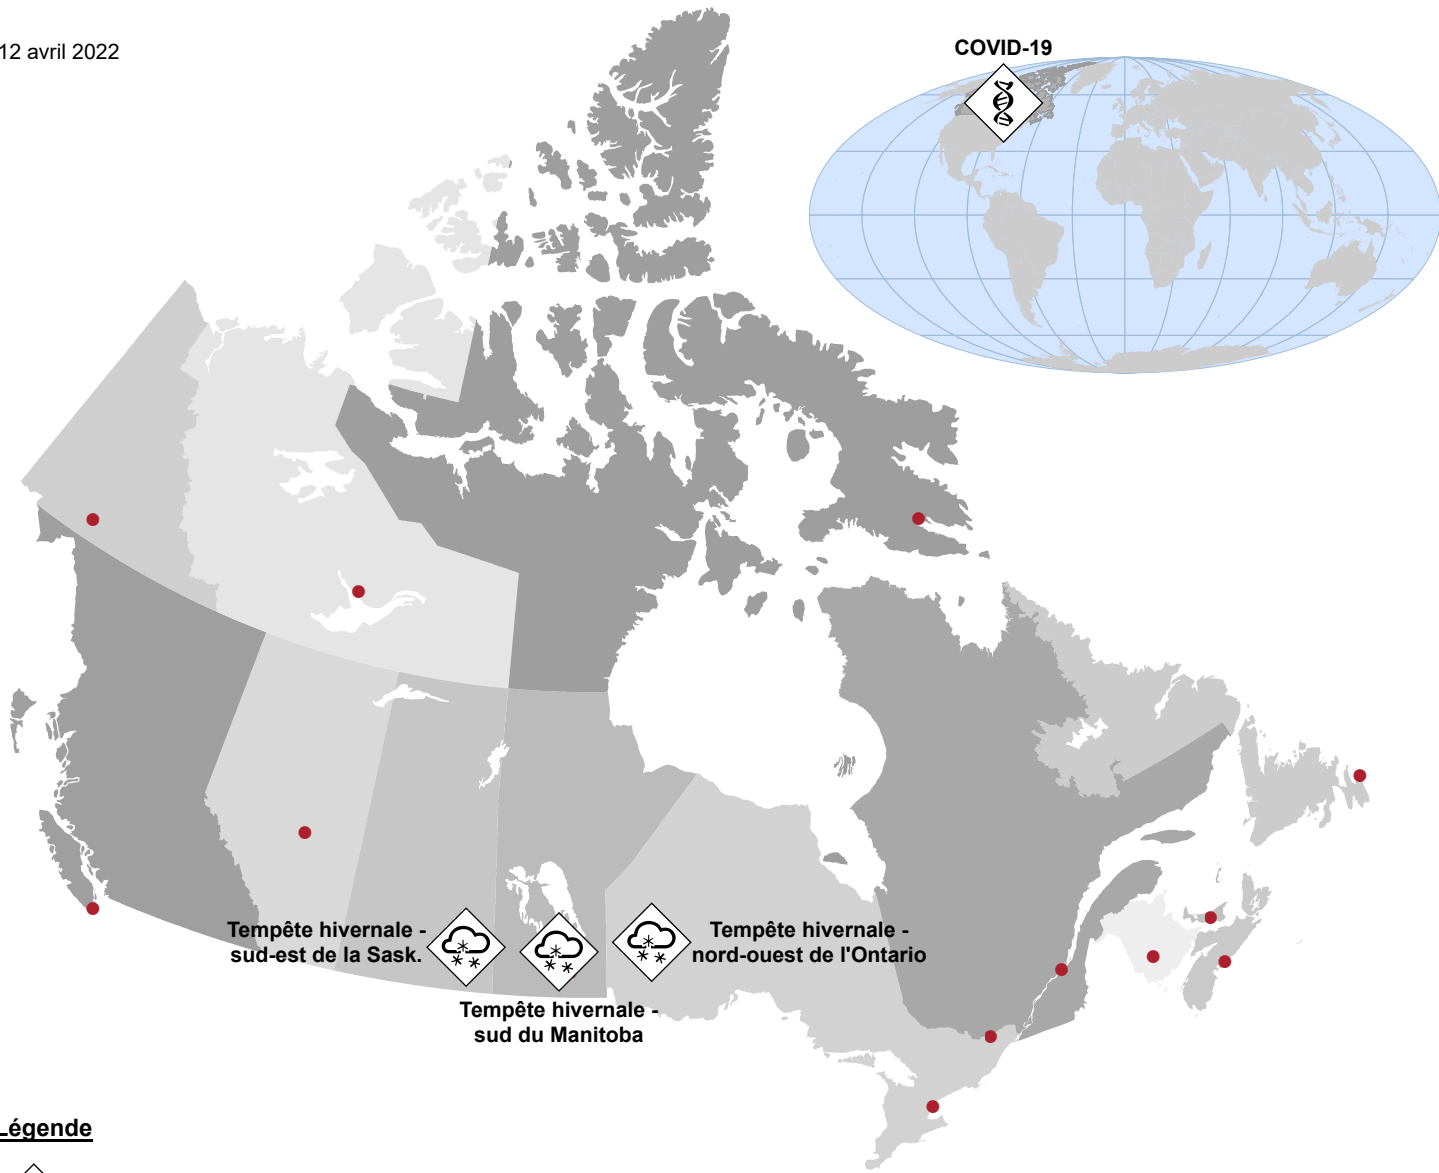 12 avril 2022
COVID-19
Tempête hivernale -
sud-est de la Sask.
Tempête hivernale -
nord-ouest de l'Ontario
Tempête hivernale -
sud du Manitoba
Légende